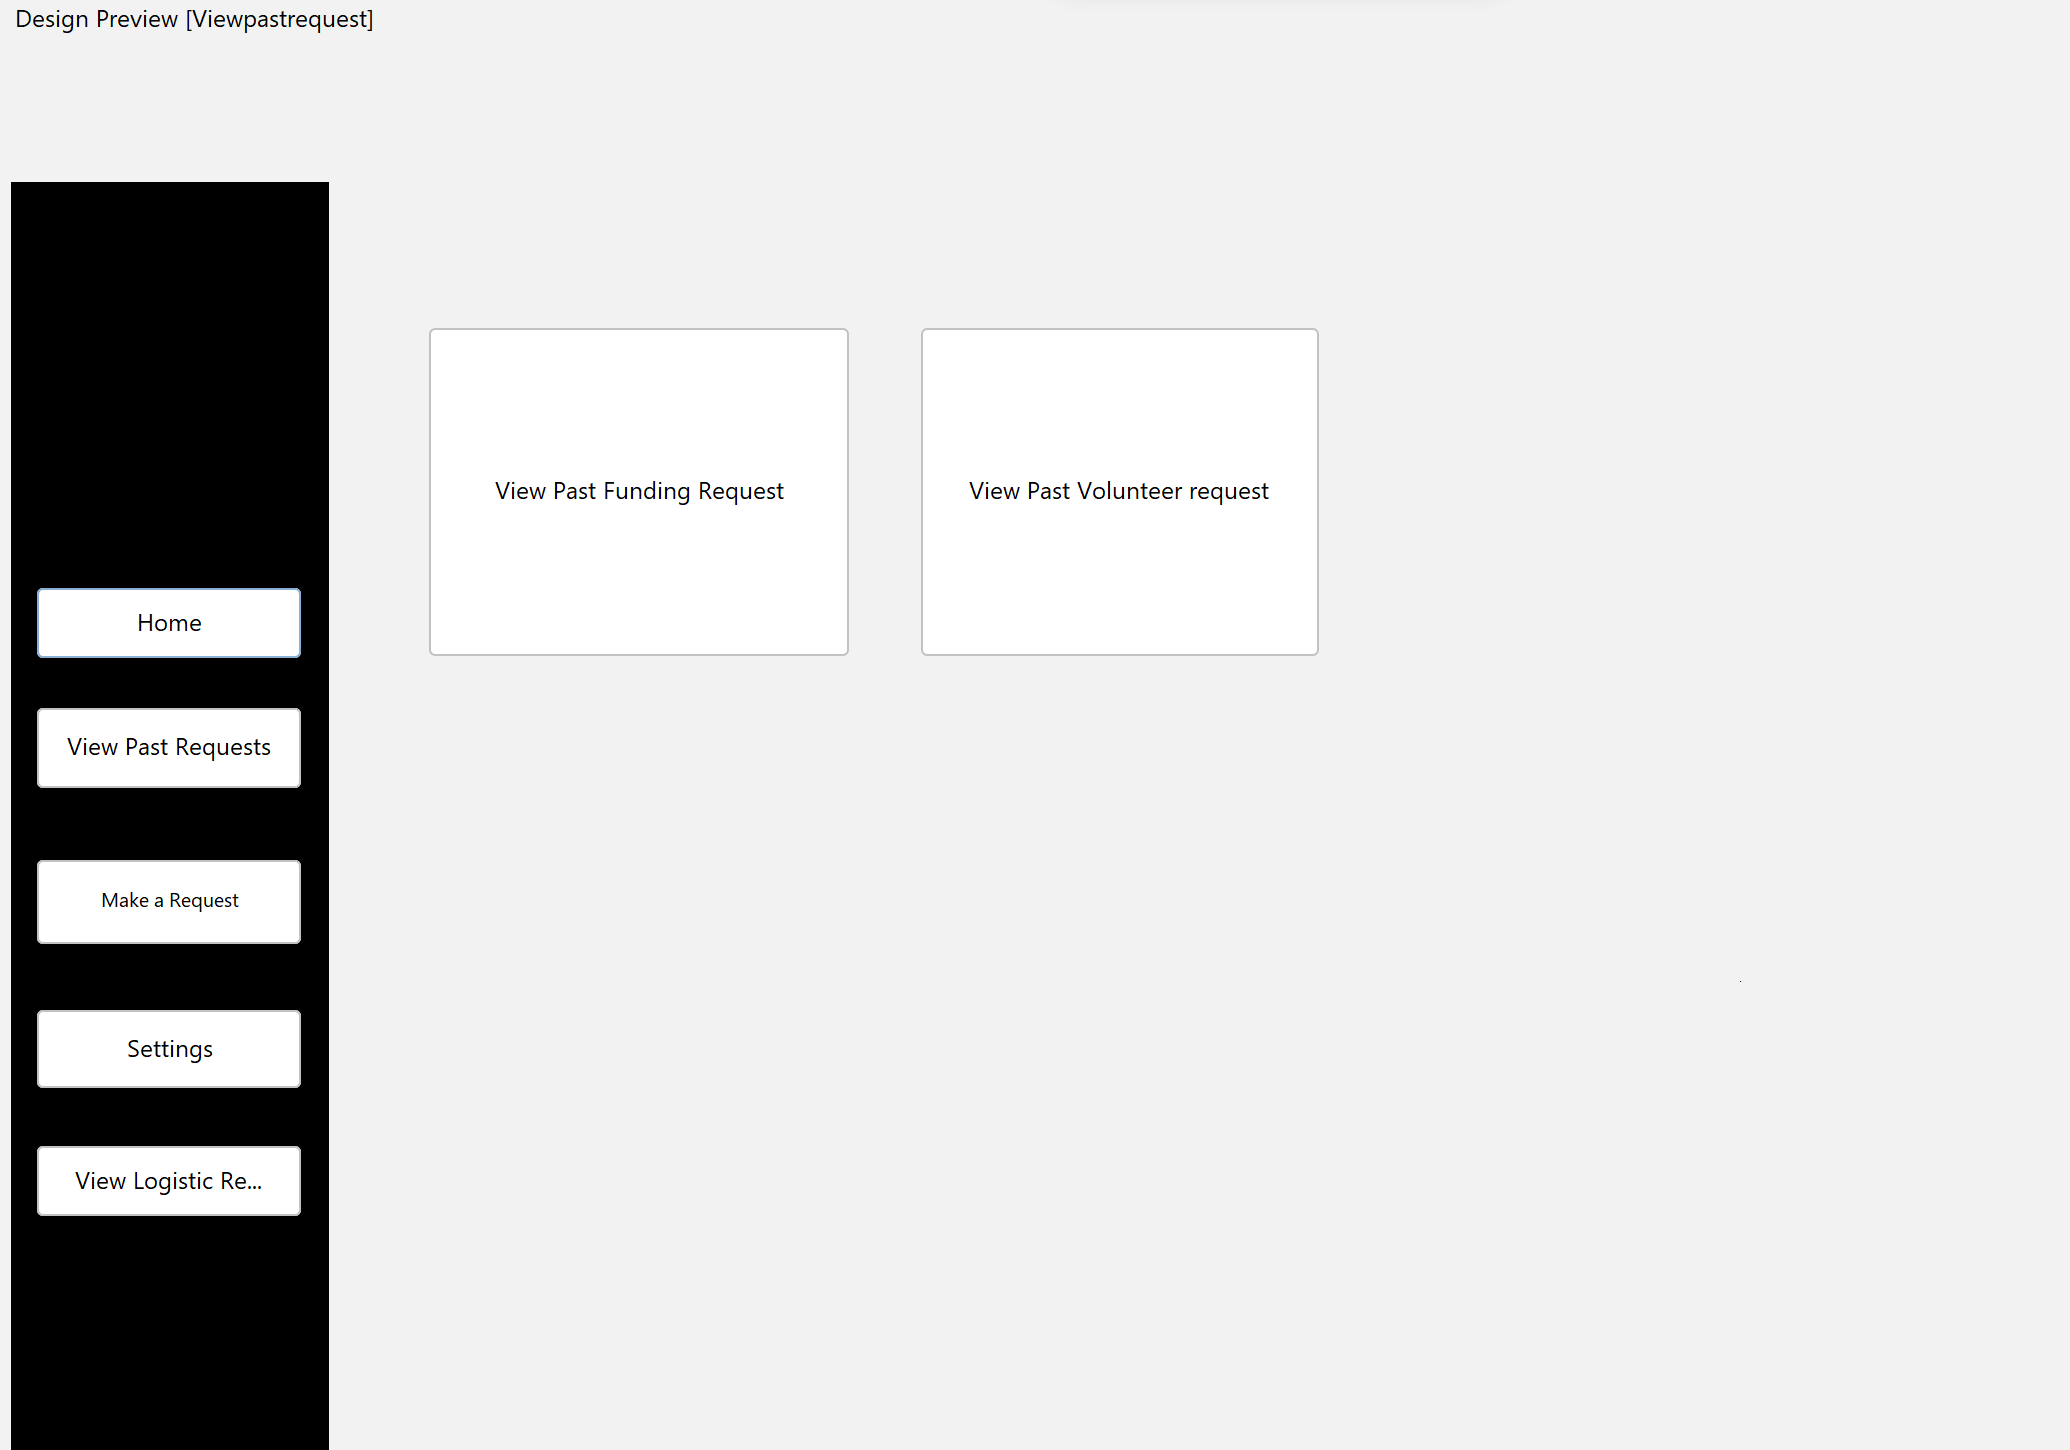 Design Preview [Viewpastrequest]
View Past Funding Request
View Past Volunteer request
Home
View Past Requests
Make a Request
Settings
View Logistic Re...